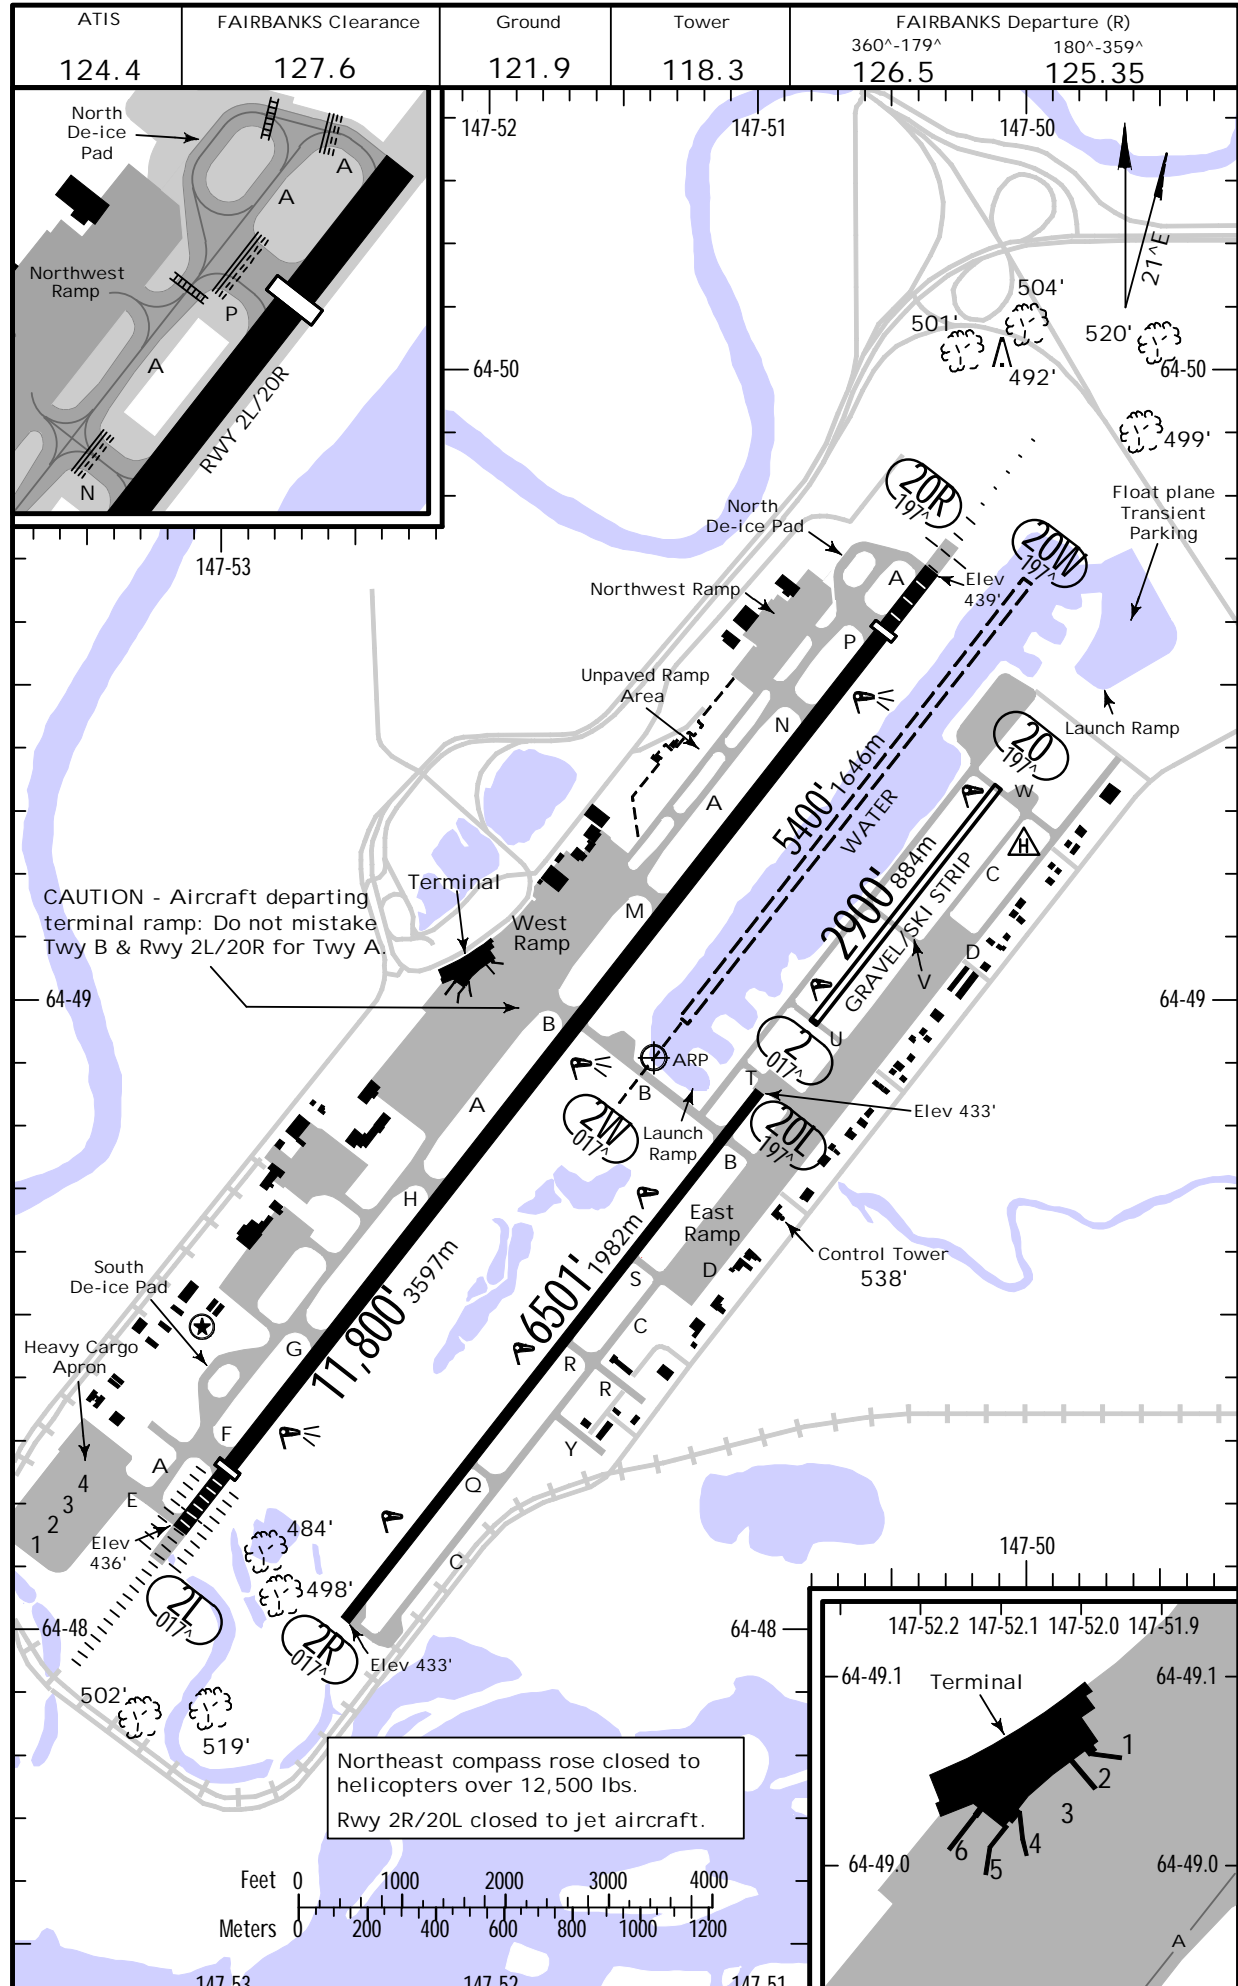 ATIS
124.4
FAIRBANKS Clearance
127.6
Ground
121.9
Tower
118.3
FAIRBANKS Departure (R)
360^-179^
126.5
180^-359^
125.35
North
De-ice
Pad
A
A
Northwest
Ramp
P
A
RWY 2L/20R
N
147-52
147-51
147-50
21^E
504'
501'
492'
520'
64-50
64-50
499'
147-53
20R
197^
North
De-ice Pad
Float plane
Transient
Parking
20W
197^
A
Elev
439'
Northwest Ramp
P
Unpaved Ramp
Area
N
Launch Ramp
20
197^
A
5400' 1646m
WATER
W
H
2900' 884m
GRAVEL/SKI STRIP
C
CAUTION - Aircraft departing
terminal ramp: Do not mistake
Twy B & Rwy 2L/20R for Twy A.
Terminal
West
Ramp
M
D
V
64-49
64-49
B
U
2
017^
ARP
T
B
Elev 433'
A
2W
017^
Launch
Ramp
20L
197^
B
H
East
Ramp
Control Tower
538'
South
De-ice Pad
11,800' 3597m
6501' 1982m
S
D
C
Heavy Cargo
Apron
G
R
R
F
Y
A
4
3
2
1
E
Q
Elev
436'
484'
C
498'
2L
017^
64-48
64-48
2R
017^
Elev 433'
502'
519'
147-50
147-52.2
147-52.1
147-52.0
147-51.9
64-49.1
64-49.1
Terminal
1
2
3
4
5
6
64-49.0
64-49.0
A
Northeast compass rose closed to
helicopters over 12,500 lbs.
Rwy 2R/20L closed to jet aircraft.
Feet 0 1000 2000 3000 4000
Meters 0 200 400 600 800 1000 1200
147-53
147-52
147-51